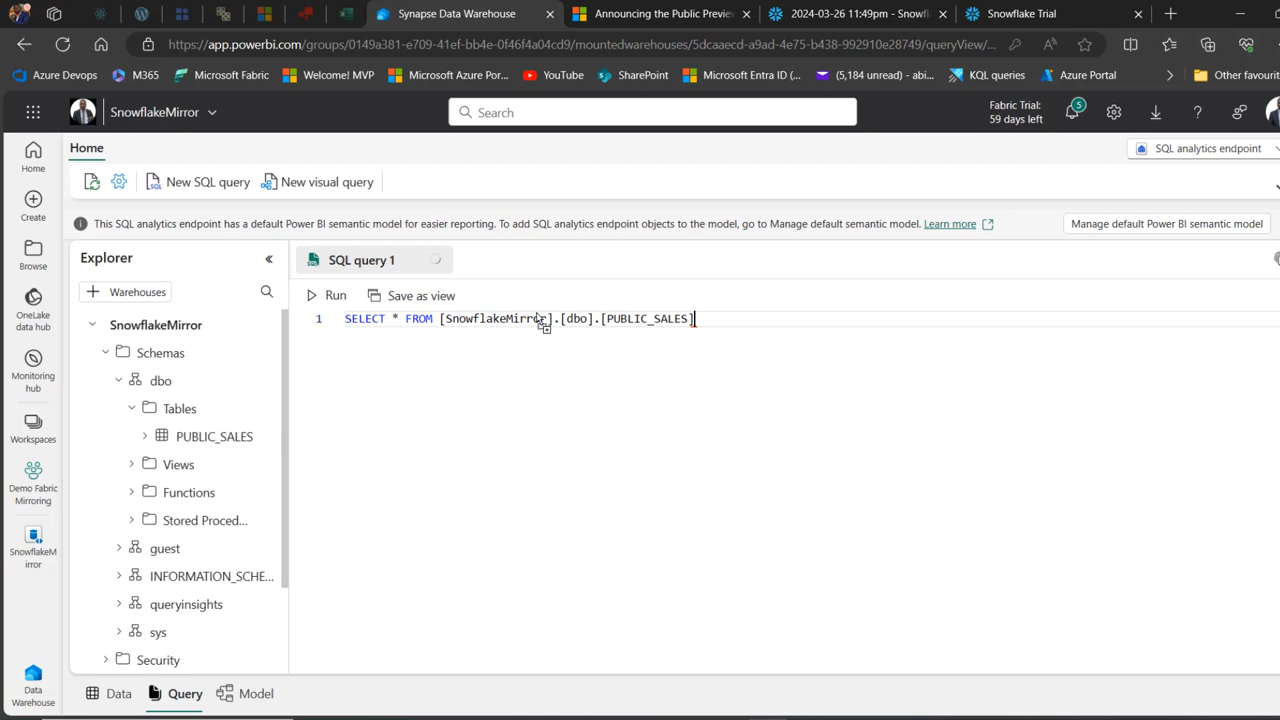 Synapse Data Warehouse
Announcing the Public Preview
2024-03-26 11:49pm - Snowfl
Snowflake Trial
https://app.powerbi.com/groups/0149a381-e709-41ef-bb4e-0f46f4a04cd9/mountedwarehouses/5dcaaecd-a9ad-4e75-b438-992910e28749/queryView/...
Azure Devops
M365
Microsoft Fabric
Welcome! MVP
Microsoft Azure Por...
YouTube
SharePoint
Microsoft Entra ID (...
(5,184 unread) - abi...
KQL queries
Azure Portal
Other favourit
SnowflakeMirror
Search
Fabric Trial:
59 days left
5
Home
SQL analytics endpoint
New SQL query
New visual query
This SQL analytics endpoint has a default Power BI semantic model for easier reporting. To add SQL analytics endpoint objects to the model, go to Manage default semantic model. Learn more
Manage default Power BI semantic model
Home
Create
Browse
OneLake
data hub
Monitoring
hub
Workspaces
Demo Fabric
Mirroring
SnowflakeM
irror
Data
Warehouse
Explorer
Warehouses
SnowflakeMirror
Schemas
dbo
Tables
PUBLIC_SALES
Views
Functions
Stored Proced...
guest
INFORMATION_SCHE...
queryinsights
sys
Security
SQL query 1
Run
Save as view
1
SELECT * FROM [SnowflakeMirror].[dbo].[PUBLIC_SALES]
Data
Query
Model